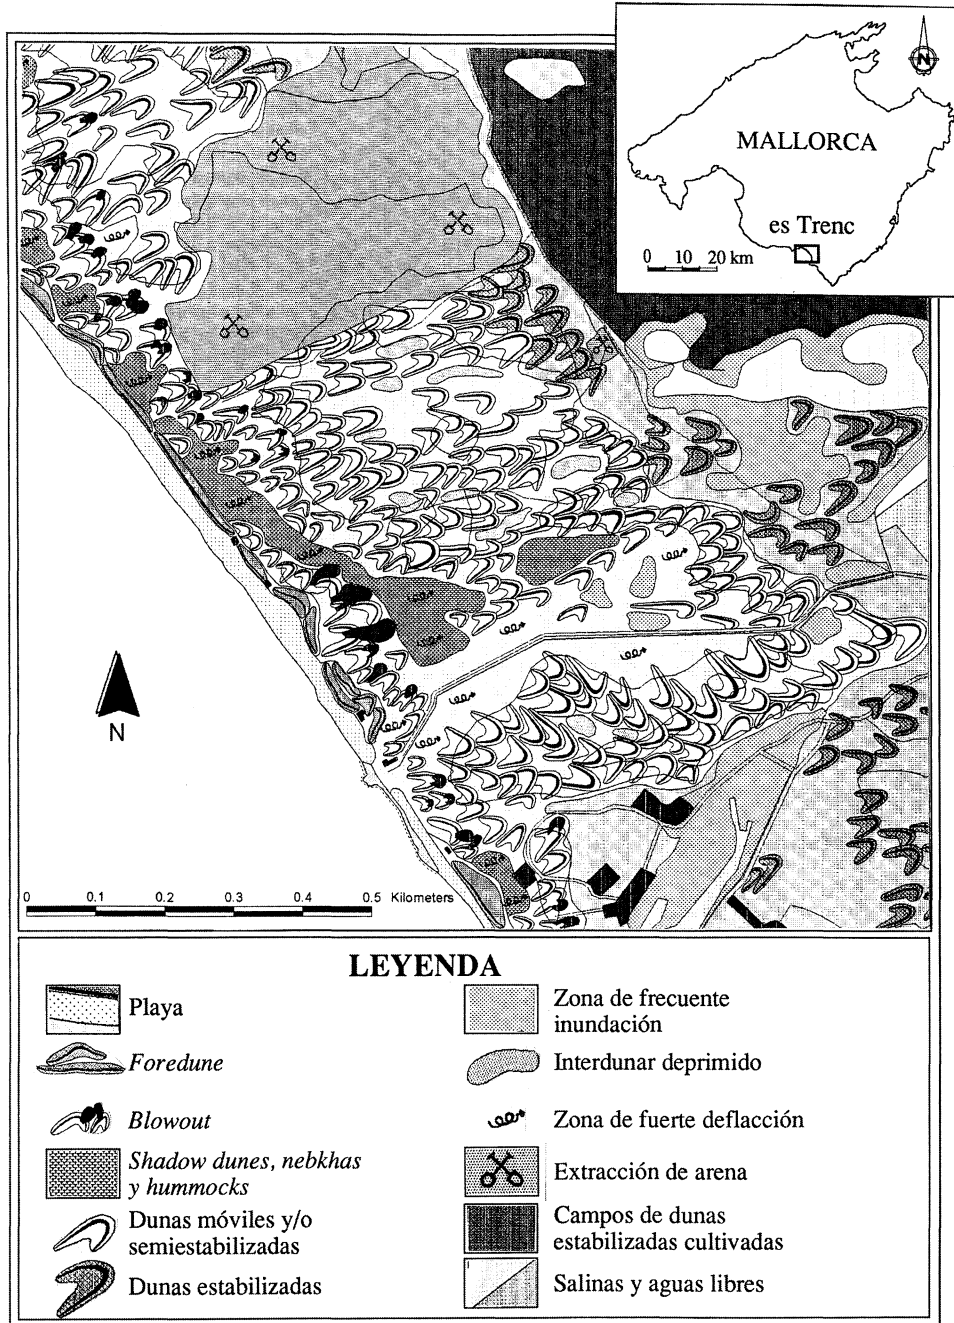 N
MALLORCA
es Trenc
0 10 20 km
N
0 0.1 0.2 0.3 0.4 0.5 Kilometers
LEYENDA
Playa
Foredune
Blowout
Shadow dunes, nebkhas
y hummocks
Dunas móviles y/o
semiestabilizadas
Dunas estabilizadas
Zona de frecuente
inundación
Interdunar deprimido
Zona de fuerte deflacción
Extracción de arena
Campos de dunas
estabilizadas cultivadas
Salinas y aguas libres